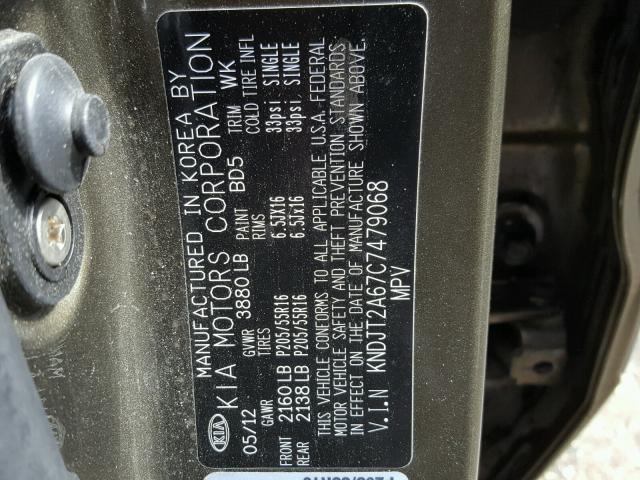 KIA
MANUFACTURED IN KOREA BY
KIA MOTORS CORPORATION
05/12 GVWR 3880LB PAINT BD5 TRIM WK
GAWR TIRES RIMS COLD TIRE INFL
FRONT 2160LB P205/55R16 6.5JX16 33psi, SINGLE
REAR 2138LB P205/55R16 6.5JX16 33psi, SINGLE
THIS VEHICLE CONFORMS TO ALL APPLICABLE U.S.A. FEDERAL
MOTOR VEHICLE SAFETY AND THEFT PREVENTION STANDARDS
IN EFFECT ON THE DATE OF MANUFACTURE SHOWN ABOVE.
V.I.N KNDJT2A67C7479068
MPV